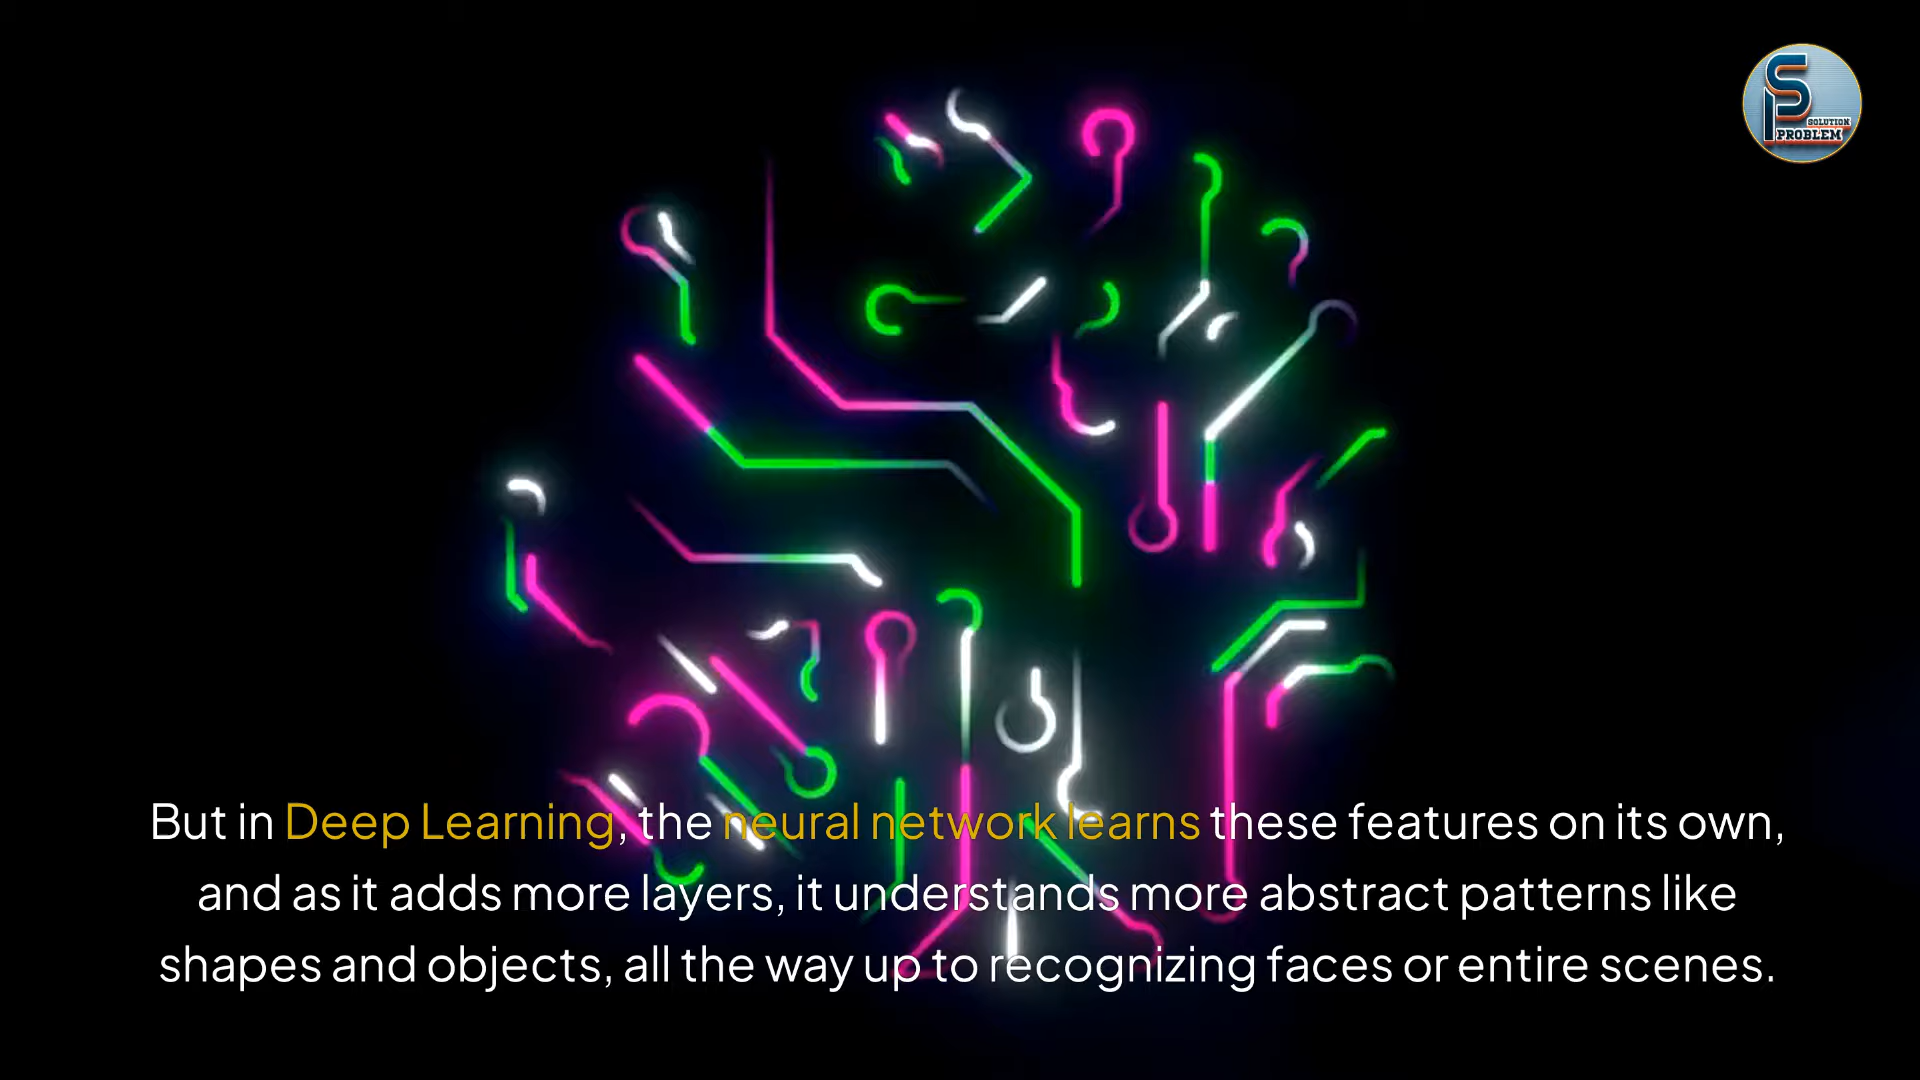 SOLUTION
PROBLEM
But in Deep Learning, the neural network learns these features on its own,
and as it adds more layers, it understands more abstract patterns like
shapes and objects, all the way up to recognizing faces or entire scenes.